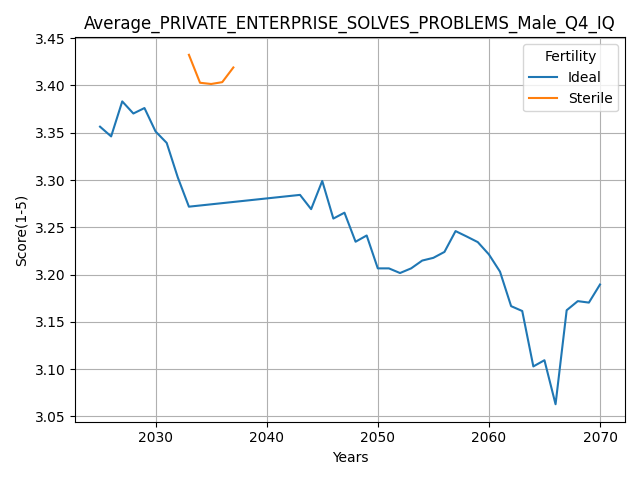 Average_PRIVATE_ENTERPRISE_SOLVES_PROBLEMS_Male_Q4_IQ
3.45
3.40
3.35
3.30
3.25
3.20
3.15
3.10
3.05
Score(1-5)
Fertility
Ideal
Sterile
2030 2040 2050 2060 2070
Years